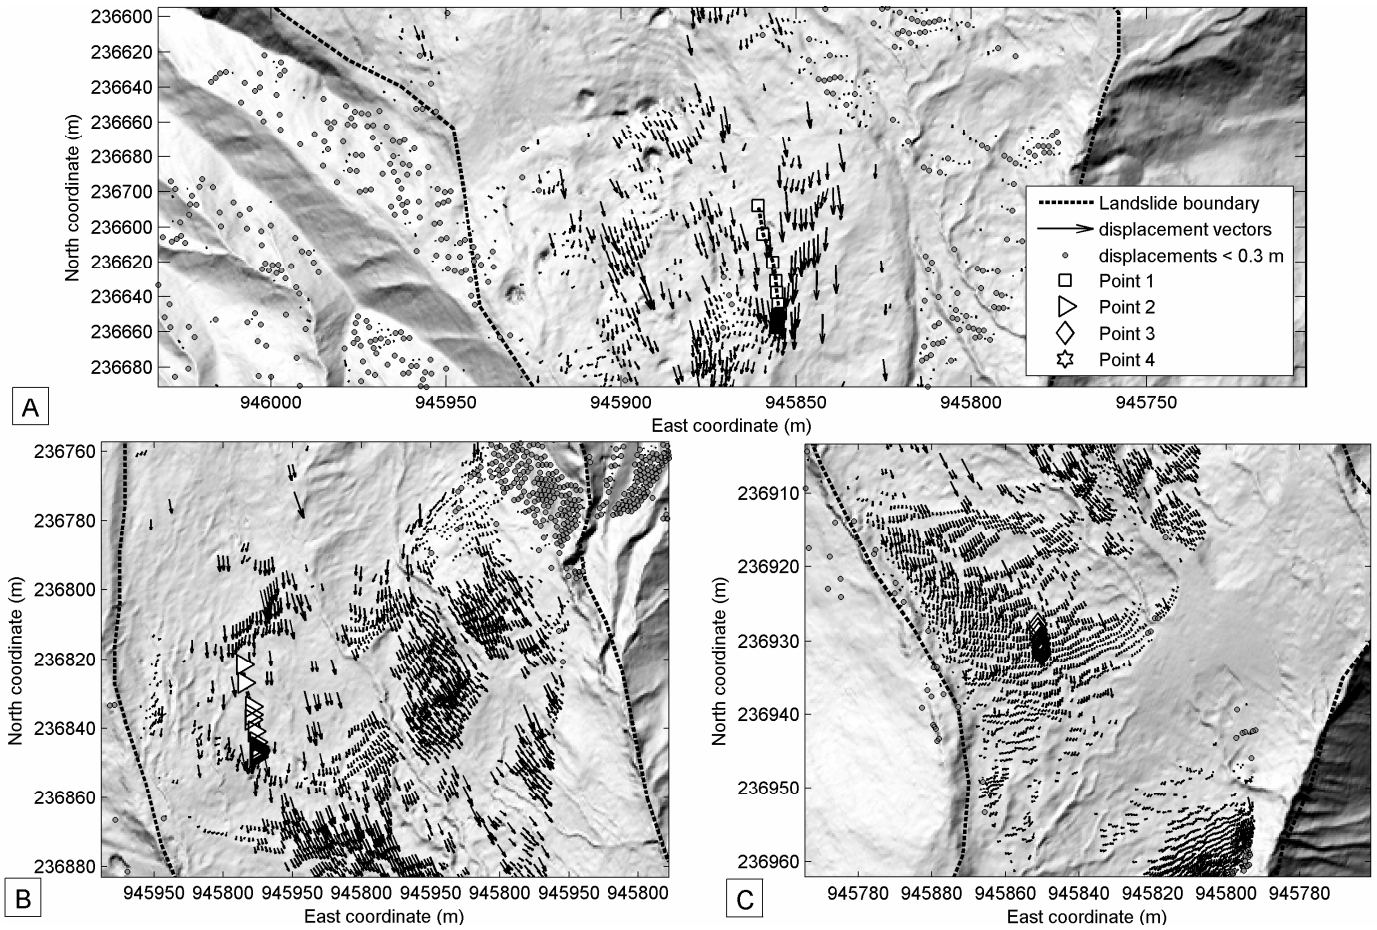 236600
236620
236640
236660
236680
236700
236600
236620
236640
236660
236680
North coordinate (m)
946000 945950 945900 945850 945800 945750
East coordinate (m)
Landslide boundary
displacement vectors
displacements < 0.3 m
Point 1
Point 2
Point 3
Point 4
A
236760
236780
236800
236820
236840
236860
236880
North coordinate (m)
945950 945800 945950 945800 945950 945800 945950 945800
East coordinate (m)
B
236910
236920
236930
236940
236950
236960
North coordinate (m)
945780 945880 945860 945840 945820 945800 945780
East coordinate (m)
C